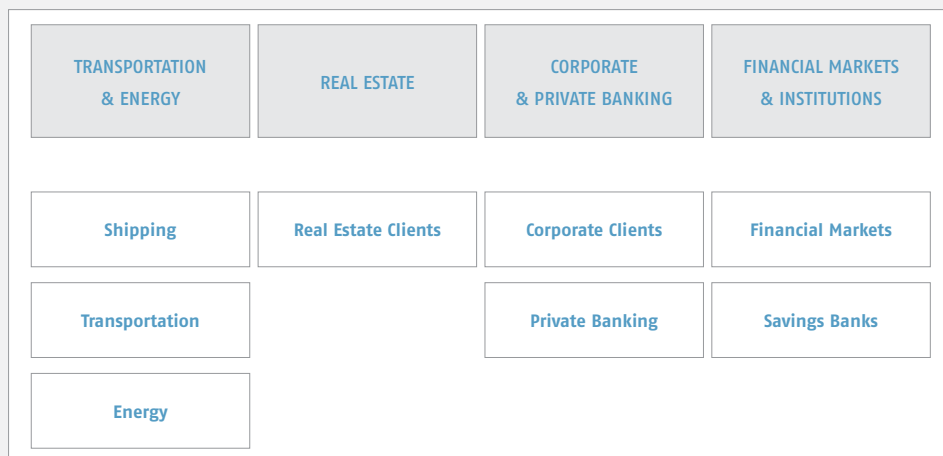 TRANSPORTATION
& ENERGY
REAL ESTATE
CORPORATE
& PRIVATE BANKING
FINANCIAL MARKETS
& INSTITUTIONS
Shipping
Real Estate Clients
Corporate Clients
Financial Markets
Transportation
Private Banking
Savings Banks
Energy